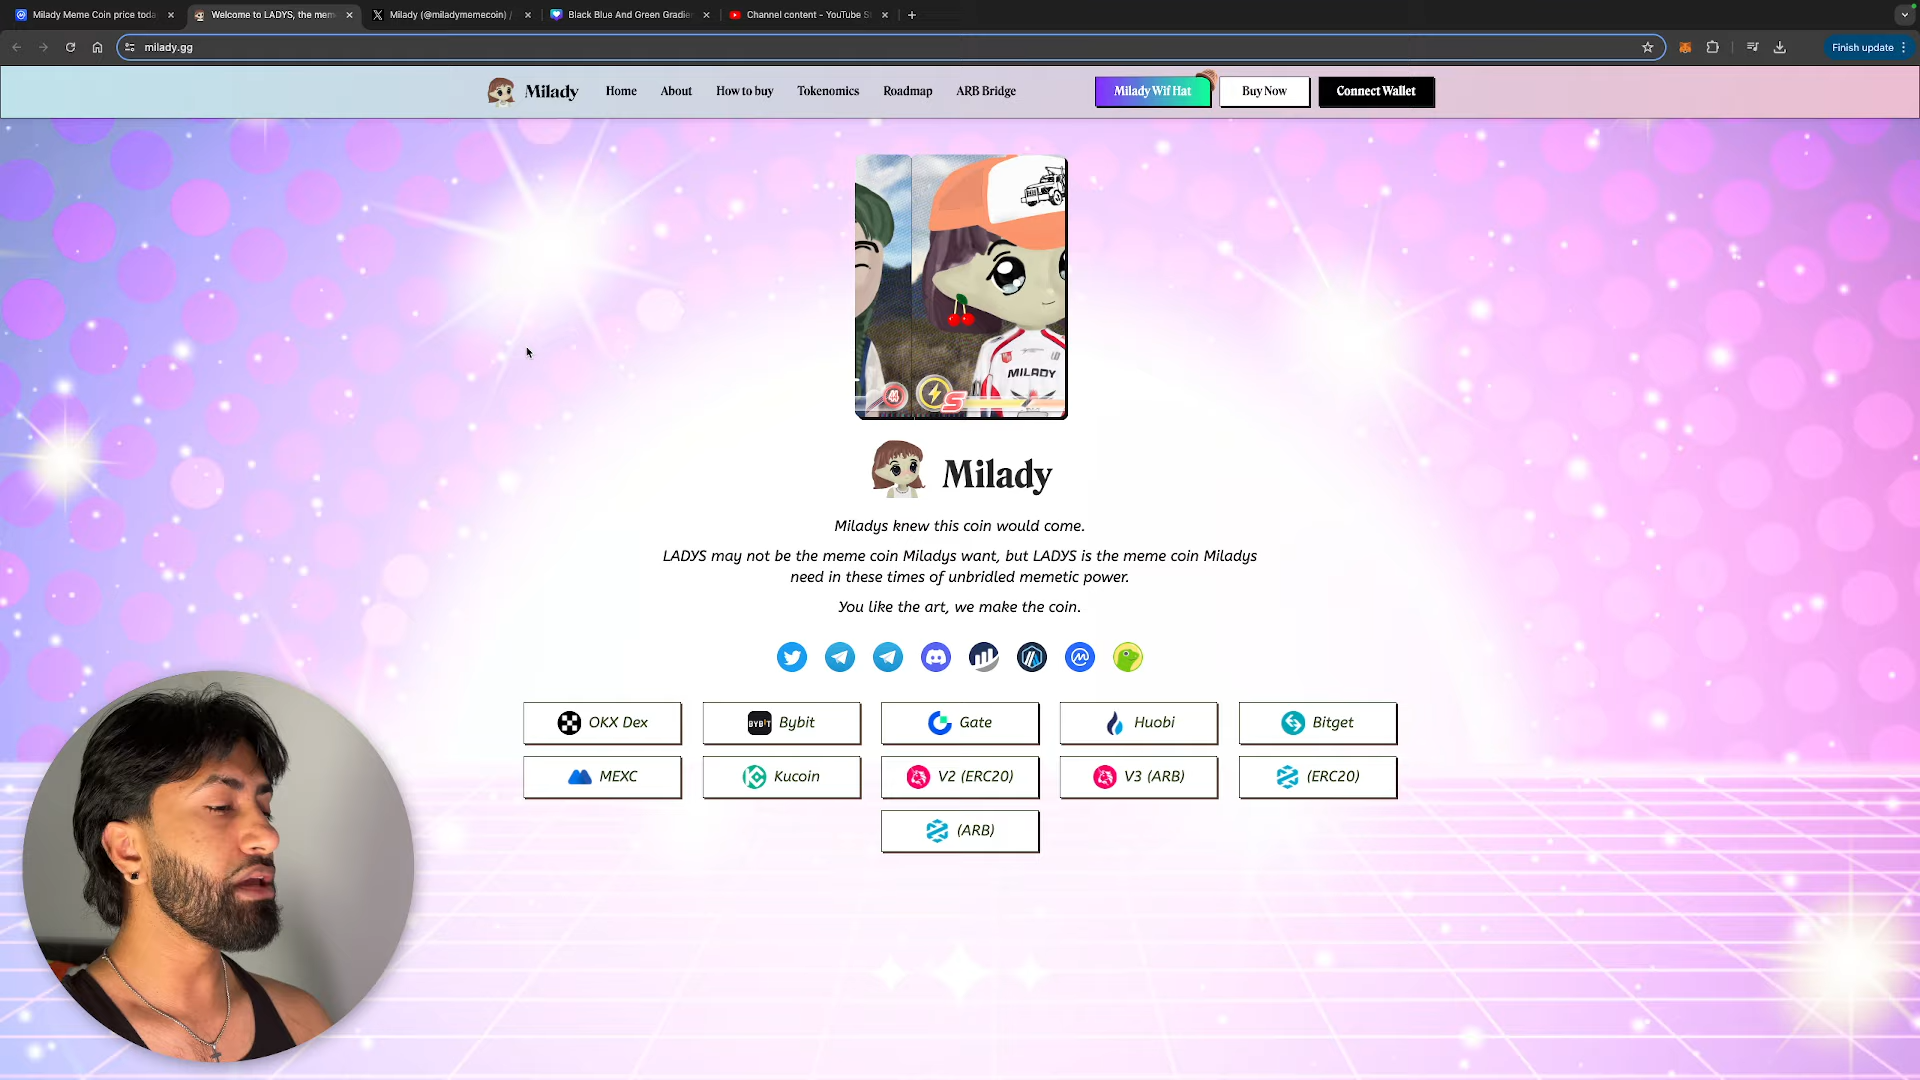 Milady Meme Coin price toda
Welcome to LADYS, the mem
Milady (@miladymemecoin) /
Black Blue And Green Gradie
Channel content - YouTube S
milady.gg
Finish update
Milady
Home
About
How to buy
Tokenomics
Roadmap
ARB Bridge
Milady Wif Hat
Buy Now
Connect Wallet
MILADY
44
S
Milady
Miladys knew this coin would come.
LADYS may not be the meme coin Miladys want, but LADYS is the meme coin Miladys
need in these times of unbridled memetic power.
You like the art, we make the coin.
OKX Dex
BYBIT Bybit
Gate
Huobi
Bitget
MEXC
Kucoin
V2 (ERC20)
V3 (ARB)
(ERC20)
(ARB)